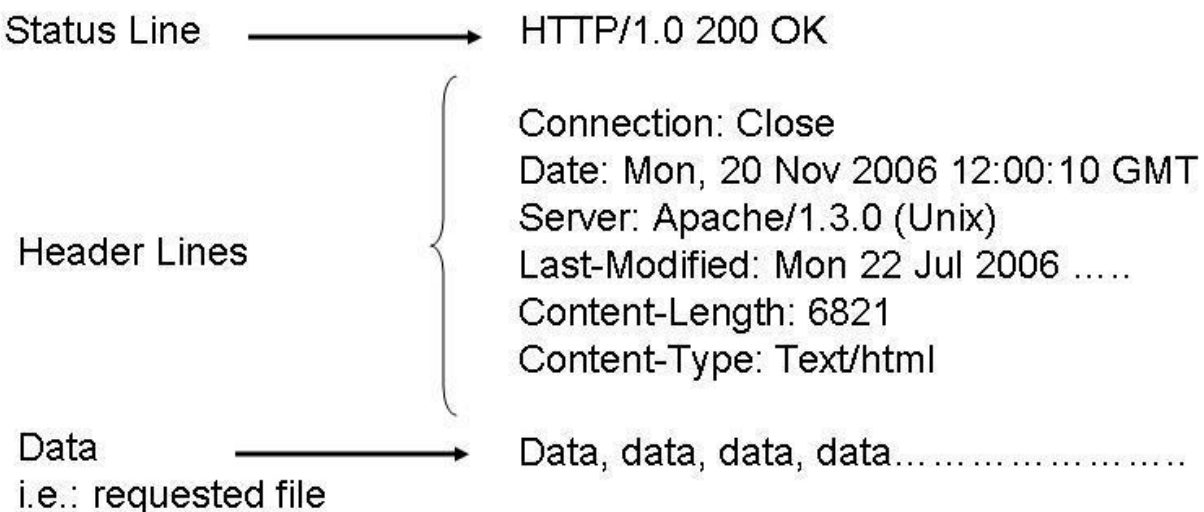 Status Line HTTP/1.0 200 OK
Header Lines
Connection: Close
Date: Mon, 20 Nov 2006 12:00:10 GMT
Server: Apache/1.3.0 (Unix)
Last-Modified: Mon 22 Jul 2006 .....
Content-Length: 6821
Content-Type: Text/html
Data Data, data, data, data........................
i.e.: requested file